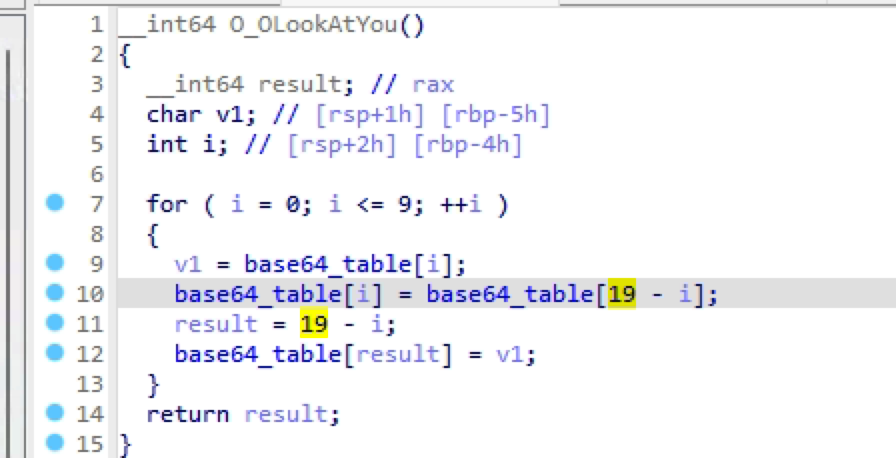 1 __int64 O_OLookAtYou()
2 {
3 __int64 result; // rax
4 char v1; // [rsp+1h] [rbp-5h]
5 int i; // [rsp+2h] [rbp-4h]
6
7 for ( i = 0; i <= 9; ++i )
8 {
9 v1 = base64_table[i];
10 base64_table[i] = base64_table[19 - i];
11 result = 19 - i;
12 base64_table[result] = v1;
13 }
14 return result;
15 }